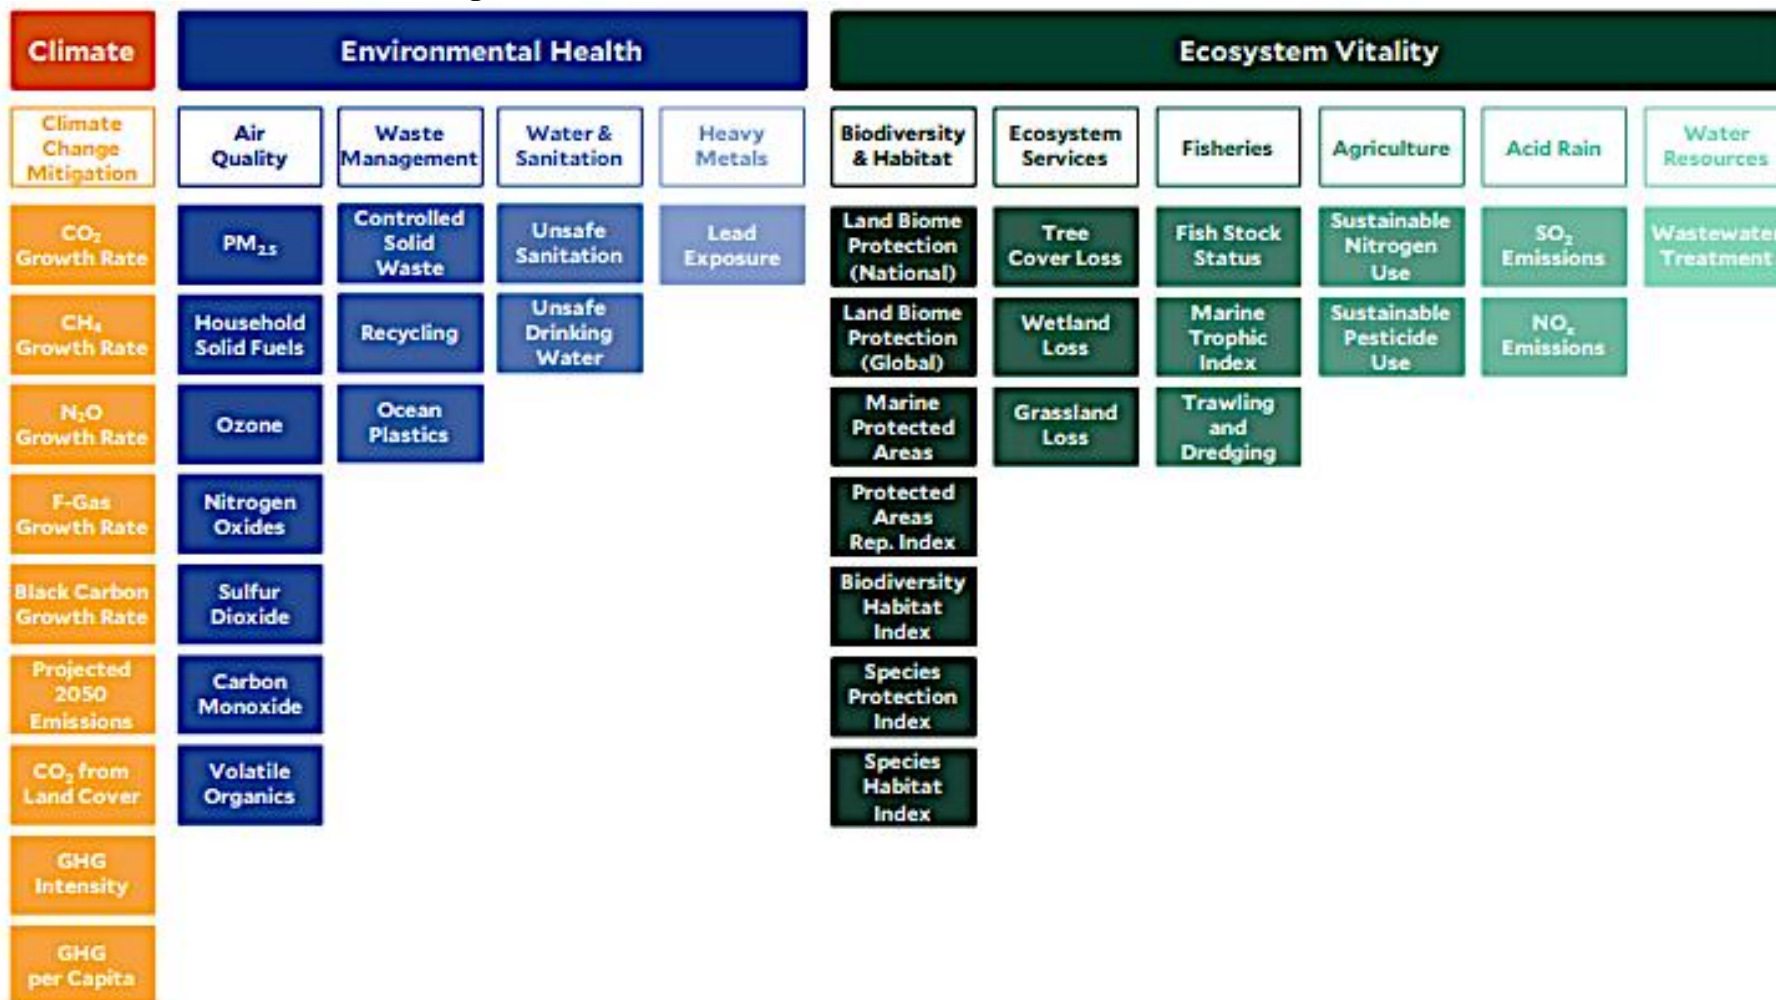 Climate
Environmental Health
Ecosystem Vitality
Climate
Change
Mitigation
Air
Quality
Waste
Management
Water &
Sanitation
Heavy
Metals
Biodiversity
& Habitat
Ecosystem
Services
Fisheries
Agriculture
Acid Rain
Water
Resources
CO₂
Growth Rate
PM₂.₅
Controlled
Solid
Waste
Unsafe
Sanitation
Lead
Exposure
Land Biome
Protection
(National)
Tree
Cover Loss
Fish Stock
Status
Sustainable
Nitrogen
Use
SO₂
Emissions
Wastewater
Treatment
CH₄
Growth Rate
Household
Solid Fuels
Recycling
Unsafe
Drinking
Water
Land Biome
Protection
(Global)
Wetland
Loss
Marine
Trophic
Index
Sustainable
Pesticide
Use
NOₓ
Emissions
N₂O
Growth Rate
Ozone
Ocean
Plastics
Marine
Protected
Areas
Grassland
Loss
Trawling
and
Dredging
F-Gas
Growth Rate
Nitrogen
Oxides
Protected
Areas
Rep. Index
Black Carbon
Growth Rate
Sulfur
Dioxide
Biodiversity
Habitat
Index
Projected
2050
Emissions
Carbon
Monoxide
Species
Protection
Index
CO₂ from
Land Cover
Volatile
Organics
Species
Habitat
Index
GHG
Intensity
GHG
per Capita